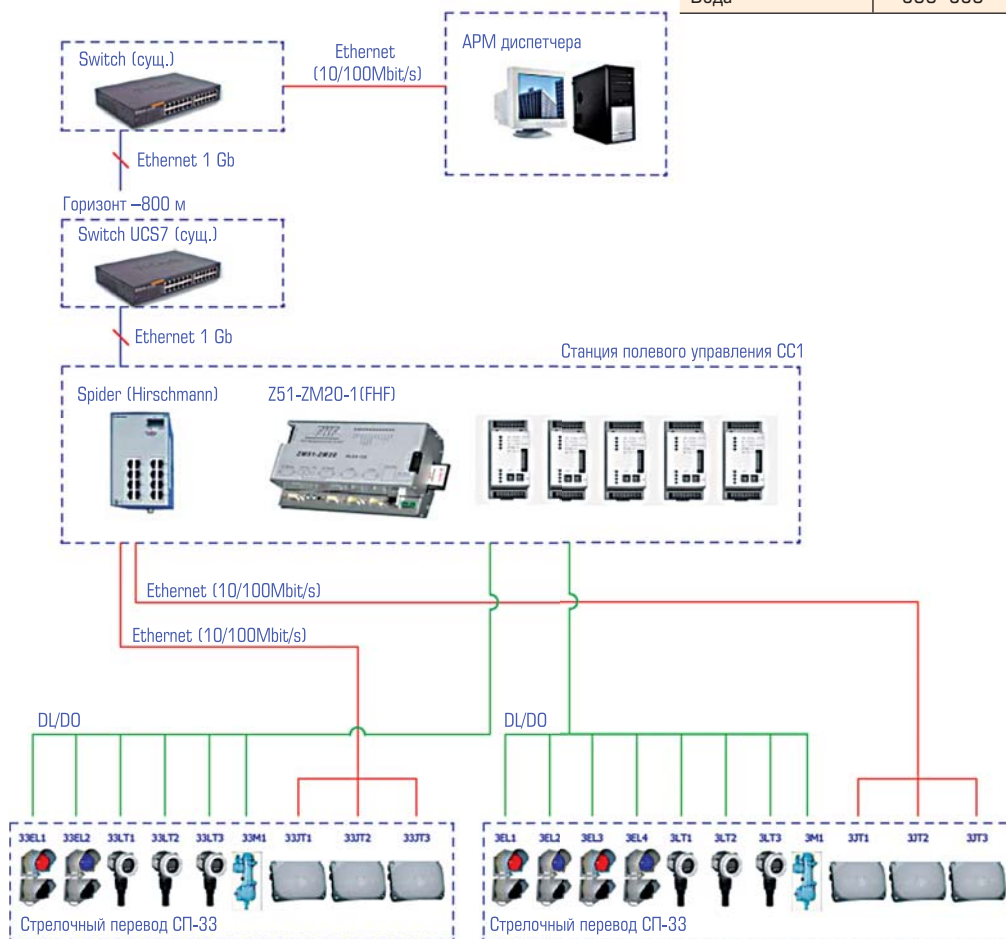 Switch (сущ.)
Ethernet
(10/100Mbit/s)
АРМ диспетчера
Ethernet 1 Gb
Горизонт –800 м
Switch UCS7 (сущ.)
Ethernet 1 Gb
Станция полевого управления СС1
Spider (Hirschmann)
Z51-ZM20-1(FHF)
ZM51-ZM20
Ethernet (10/100Mbit/s)
Ethernet (10/100Mbit/s)
DL/DO
DL/DO
33EL1 33EL2 33LT1 33LT2 33LT3 33M1 33JT1 33JT2 33JT3
3EL1 3EL2 3EL3 3EL4 3LT1 3LT2 3LT3 3M1 3JT1 3JT2 3JT3
Стрелочный перевод СП-33
Стрелочный перевод СП-33